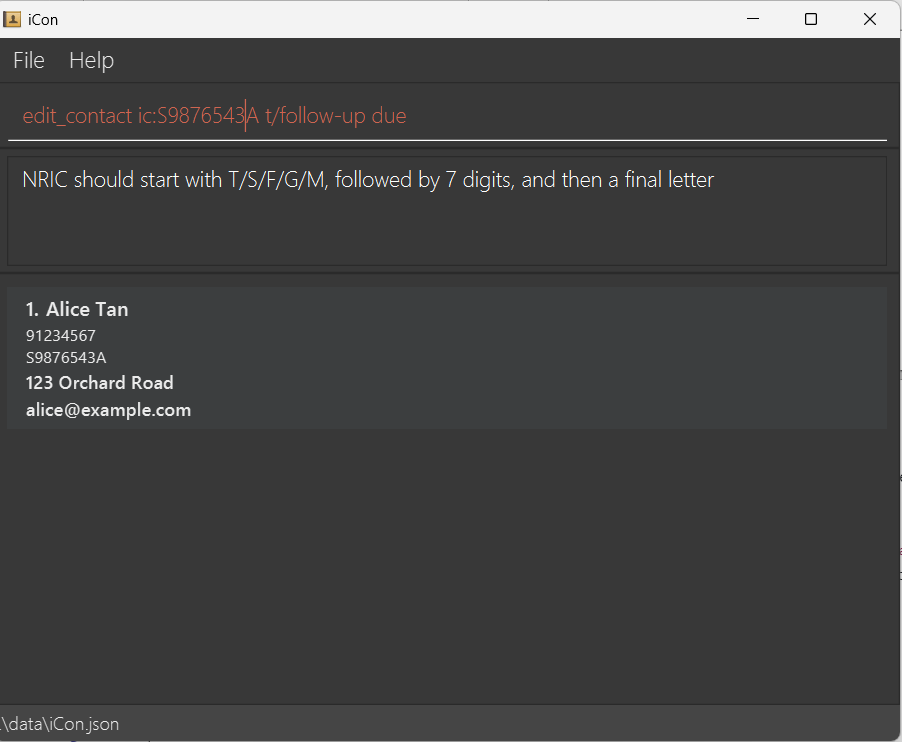 iCon
File Help
edit_contact ic:S9876543A t/follow-up due
NRIC should start with T/S/F/G/M, followed by 7 digits, and then a final letter
1. Alice Tan
91234567
S9876543A
123 Orchard Road
alice@example.com
\data\iCon.json